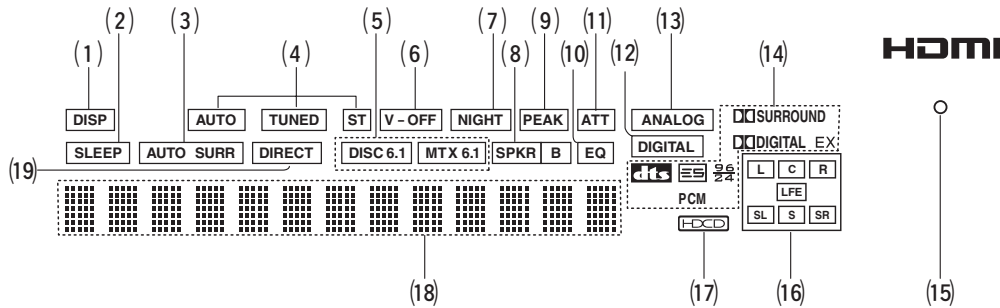 (1) (2) (3) (4) (5) (6) (7) (8) (9) (10) (11) (12) (13) (14)
HDMI
DISP AUTO TUNED ST V-OFF NIGHT PEAK ATT ANALOG DD SURROUND
SLEEP AUTO SURR DIRECT DISC 6.1 MTX 6.1 SPKR B EQ DIGITAL DD DIGITAL EX
(19)
dts ES 96/24 L C R
PCM LFE
HDCD SL S SR
(18) (17) (16) (15)